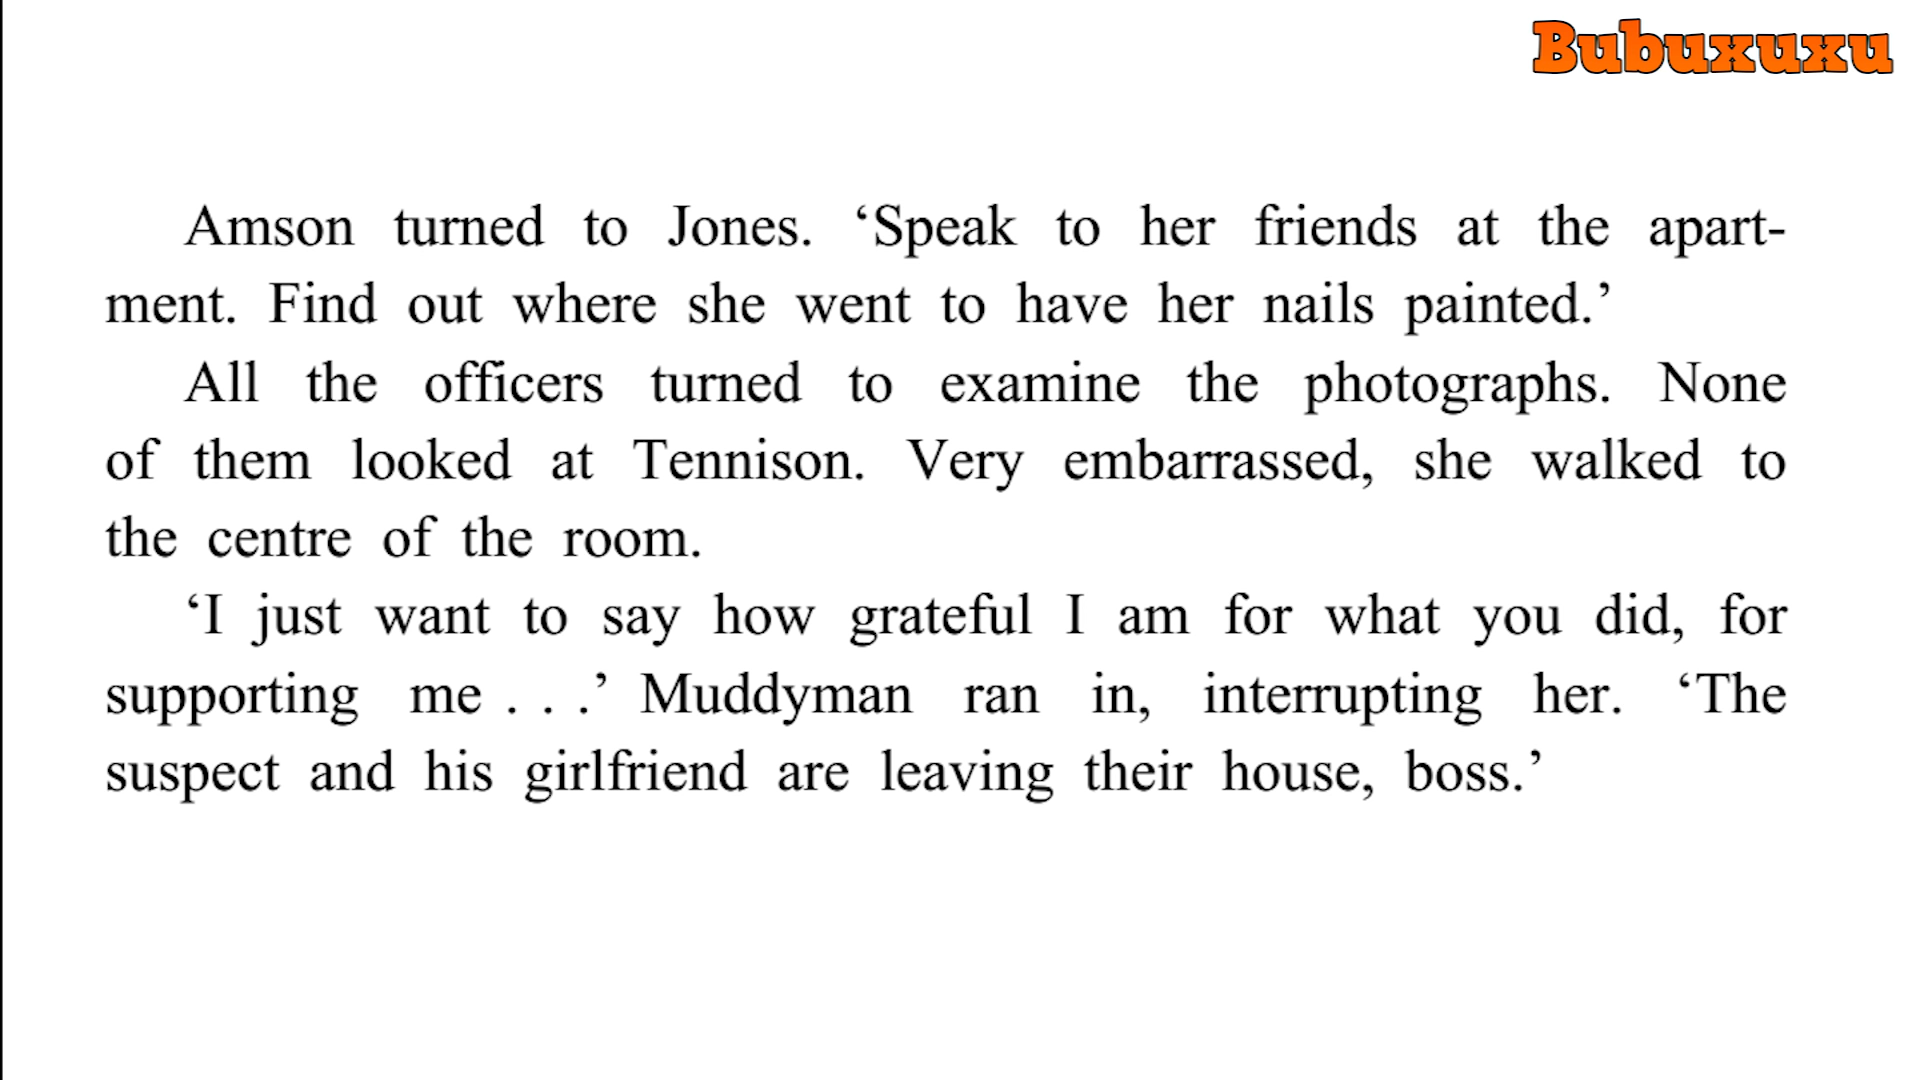 Bubuxuxu
Amson turned to Jones. ‘Speak to her friends at the apart-
ment. Find out where she went to have her nails painted.’
All the officers turned to examine the photographs. None
of them looked at Tennison. Very embarrassed, she walked to
the centre of the room.
‘I just want to say how grateful I am for what you did, for
supporting me . . .’ Muddyman ran in, interrupting her. ‘The
suspect and his girlfriend are leaving their house, boss.’